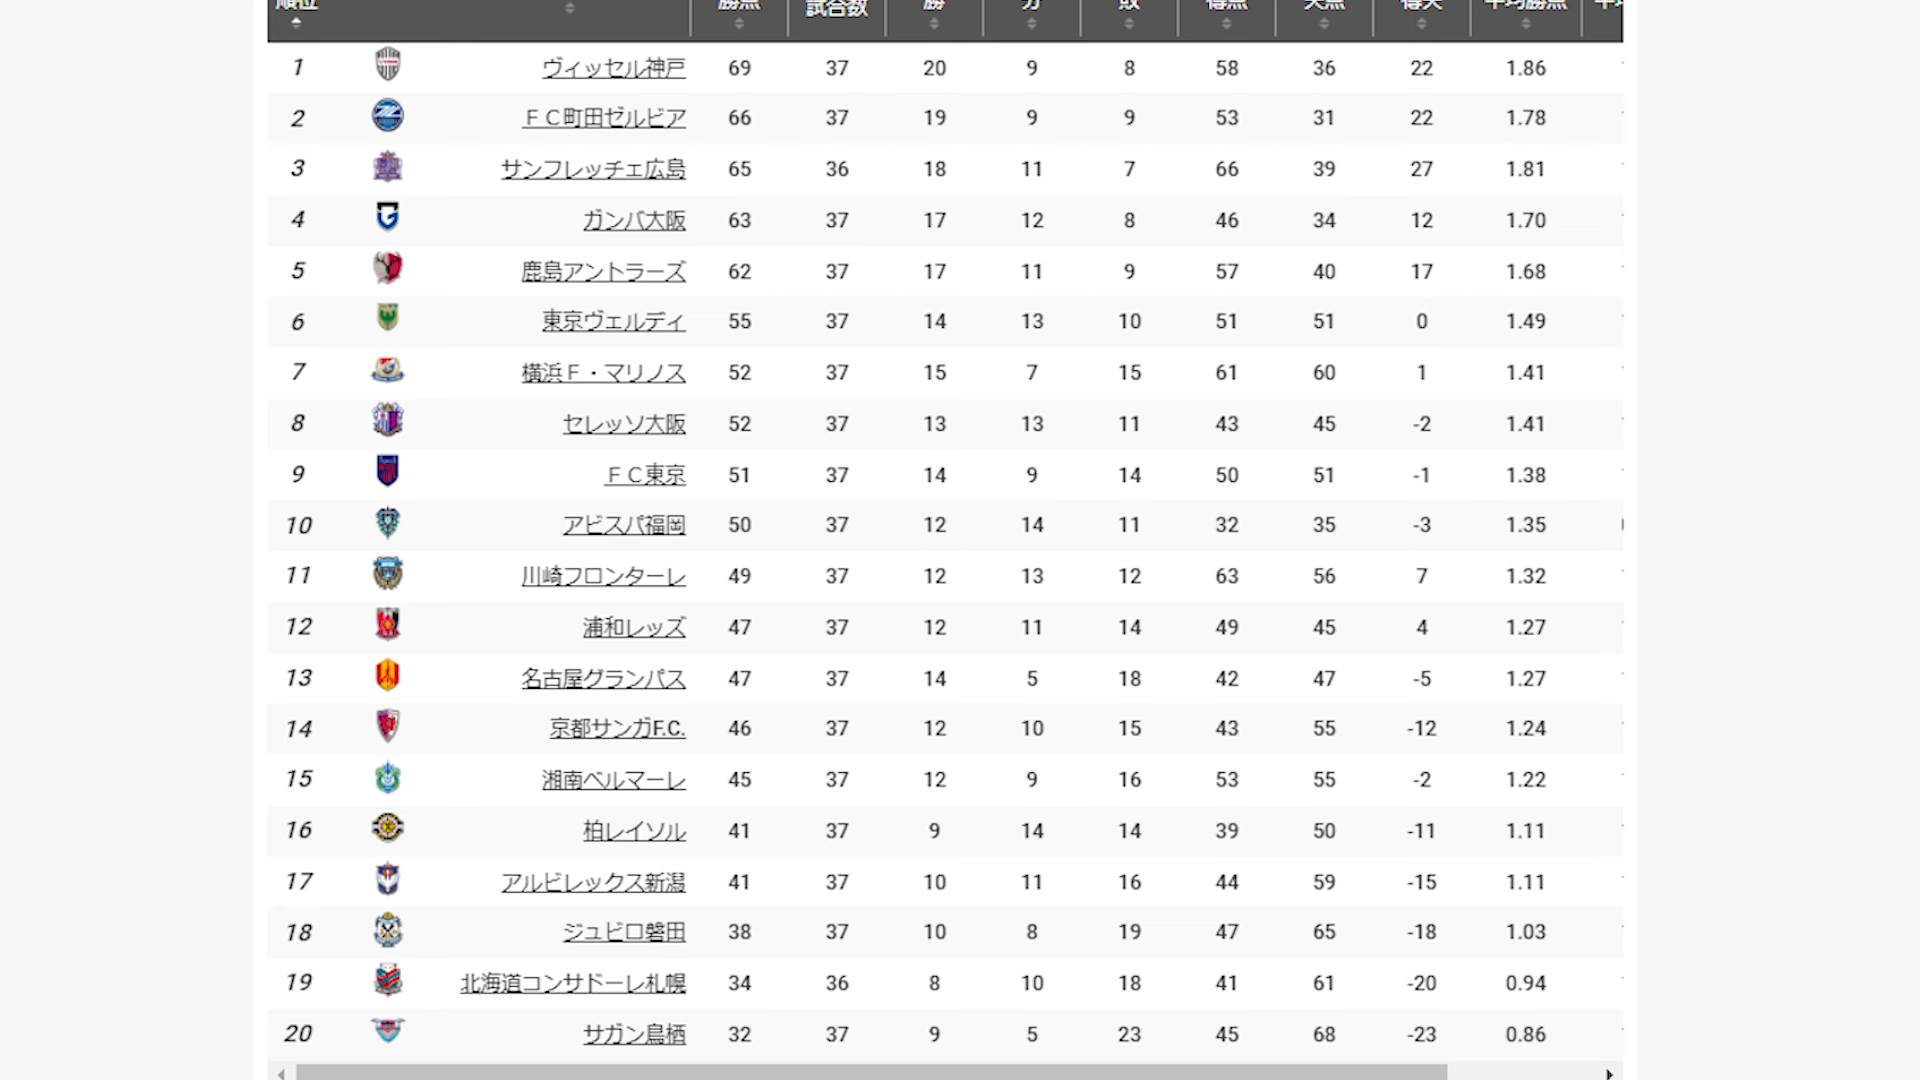 順位 勝点 試合数 勝 分 敗 得点 失点 得失 平均勝点
1 ヴィッセル神戸 69 37 20 9 8 58 36 22 1.86
2 ＦＣ町田ゼルビア 66 37 19 9 9 53 31 22 1.78
3 サンフレッチェ広島 65 36 18 11 7 66 39 27 1.81
4 ガンバ大阪 63 37 17 12 8 46 34 12 1.70
5 鹿島アントラーズ 62 37 17 11 9 57 40 17 1.68
6 東京ヴェルディ 55 37 14 13 10 51 51 0 1.49
7 横浜Ｆ・マリノス 52 37 15 7 15 61 60 1 1.41
8 セレッソ大阪 52 37 13 13 11 43 45 -2 1.41
9 ＦＣ東京 51 37 14 9 14 50 51 -1 1.38
10 アビスパ福岡 50 37 12 14 11 32 35 -3 1.35
11 川崎フロンターレ 49 37 12 13 12 63 56 7 1.32
12 浦和レッズ 47 37 12 11 14 49 45 4 1.27
13 名古屋グランパス 47 37 14 5 18 42 47 -5 1.27
14 京都サンガF.C. 46 37 12 10 15 43 55 -12 1.24
15 湘南ベルマーレ 45 37 12 9 16 53 55 -2 1.22
16 柏レイソル 41 37 9 14 14 39 50 -11 1.11
17 アルビレックス新潟 41 37 10 11 16 44 59 -15 1.11
18 ジュビロ磐田 38 37 10 8 19 47 65 -18 1.03
19 北海道コンサドーレ札幌 34 36 8 10 18 41 61 -20 0.94
20 サガン鳥栖 32 37 9 5 23 45 68 -23 0.86